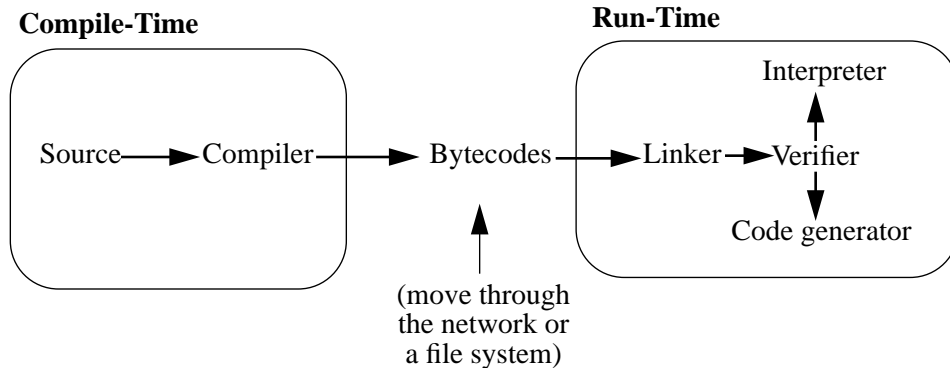 Compile-Time
Run-Time
Interpreter
Source
Compiler
Bytecodes
Linker
Verifier
Code generator
(move through
the network or
a file system)